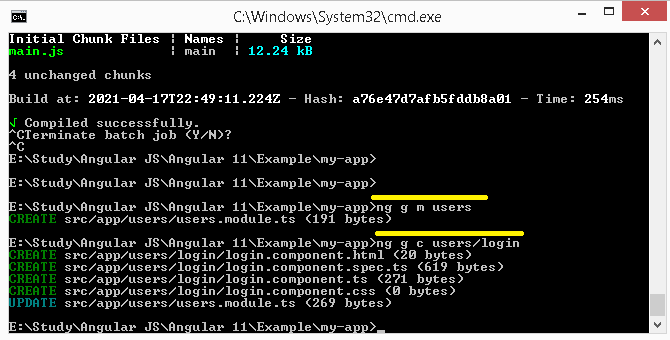 C:\Windows\System32\cmd.exe
Initial Chunk Files | Names | Size
main.js | main | 12.24 kB
4 unchanged chunks
Build at: 2021-04-17T22:49:11.224Z - Hash: a76e47d7afb5fddb8a01 - Time: 254ms
√ Compiled successfully.
^CTerminate batch job (Y/N)?
^C
E:\Study\Angular JS\Angular 11\Example\my-app>
E:\Study\Angular JS\Angular 11\Example\my-app>
E:\Study\Angular JS\Angular 11\Example\my-app>ng g m users
CREATE src/app/users/users.module.ts (191 bytes)
E:\Study\Angular JS\Angular 11\Example\my-app>ng g c users/login
CREATE src/app/users/login/login.component.html (20 bytes)
CREATE src/app/users/login/login.component.spec.ts (619 bytes)
CREATE src/app/users/login/login.component.ts (271 bytes)
CREATE src/app/users/login/login.component.css (0 bytes)
UPDATE src/app/users/users.module.ts (269 bytes)
E:\Study\Angular JS\Angular 11\Example\my-app>